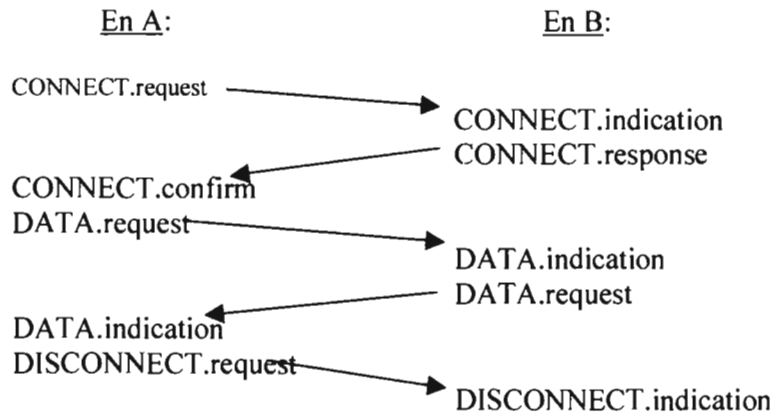 En A:
En B:
CONNECT.request
CONNECT.indication
CONNECT.response
CONNECT.confirm
DATA.request
DATA.indication
DATA.request
DATA.indication
DISCONNECT.request
DISCONNECT.indication